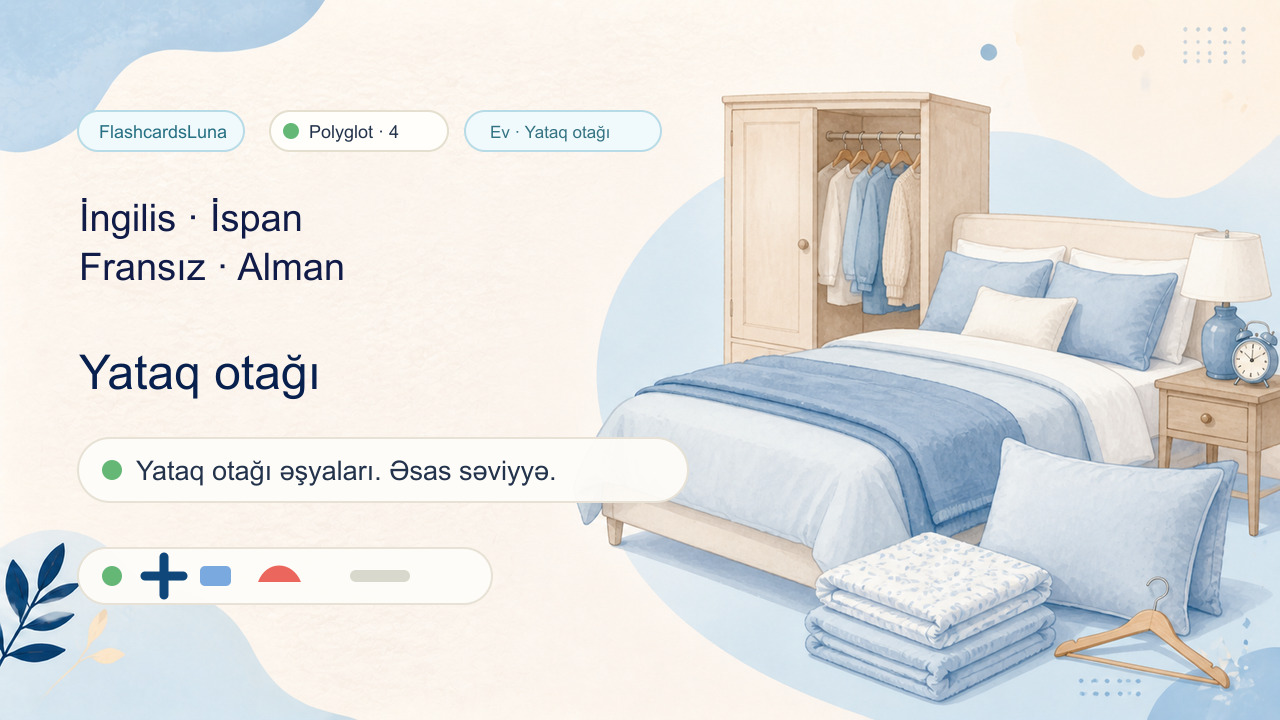 FlashcardsLuna
Polyglot · 4
Ev · Yataq otağı
İngilis · İspan
Fransız · Alman
Yataq otağı
Yataq otağı əşyaları. Əsas səviyyə.